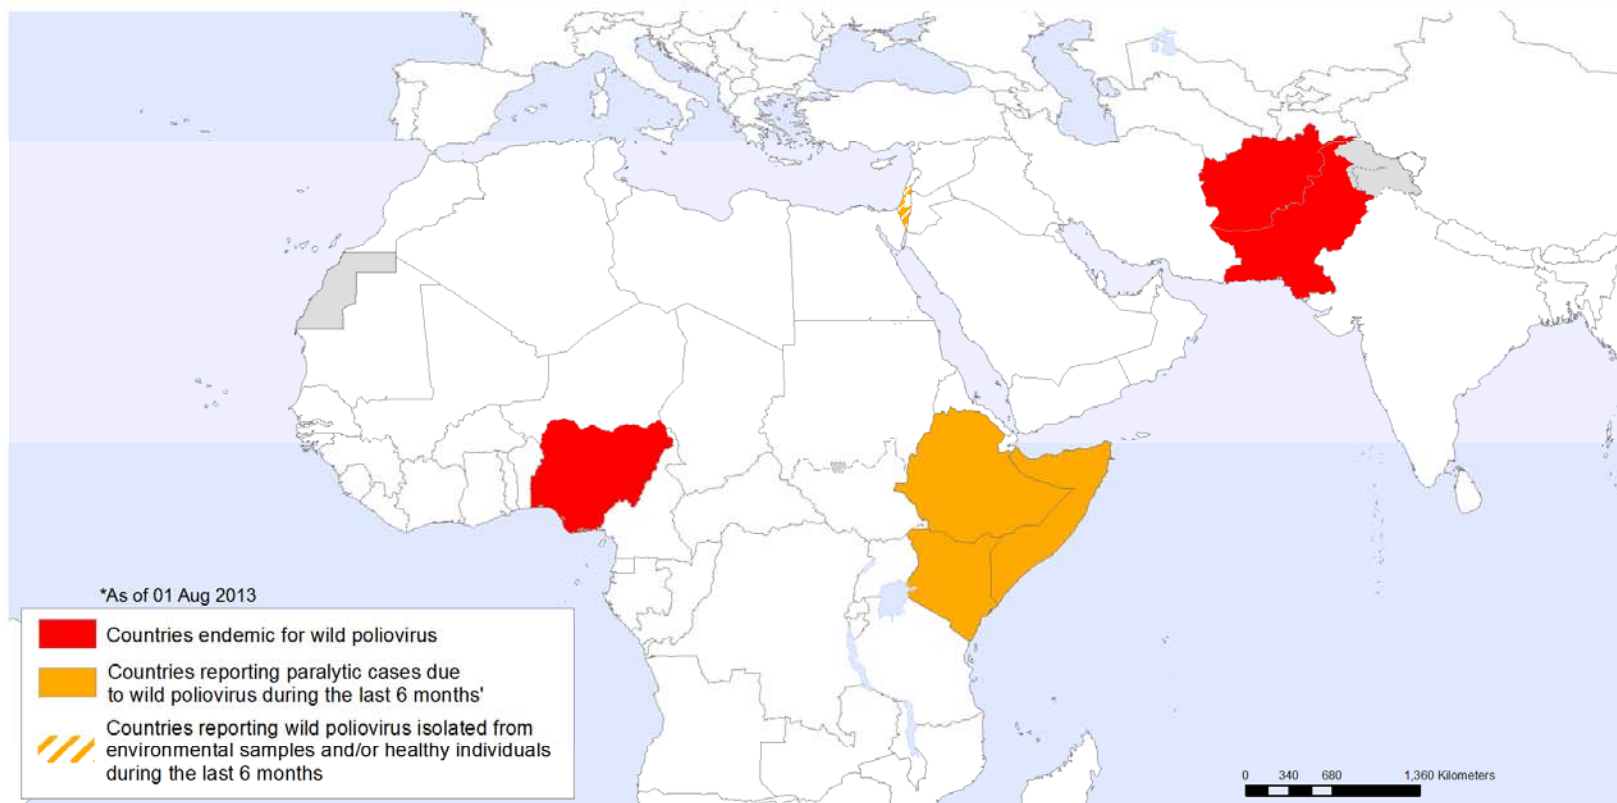 *As of 01 Aug 2013
Countries endemic for wild poliovirus
Countries reporting paralytic cases due
to wild poliovirus during the last 6 months'
Countries reporting wild poliovirus isolated from
environmental samples and/or healthy individuals
during the last 6 months
0 340 680 1,360 Kilometers